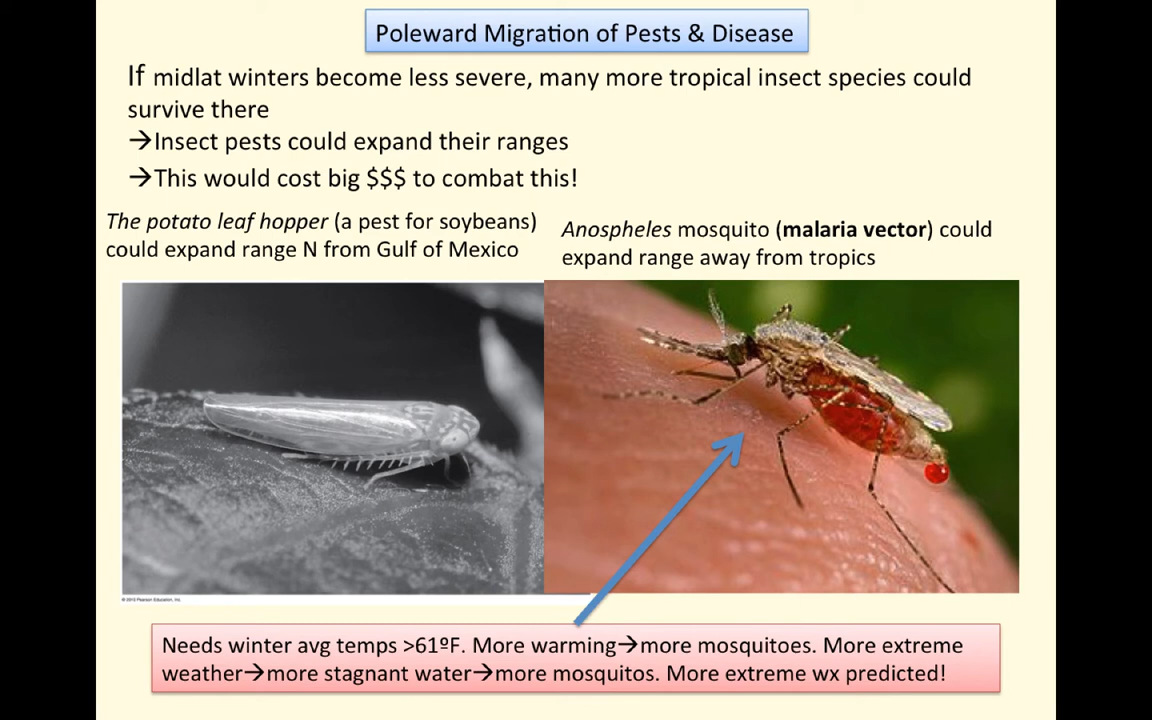 Poleward Migration of Pests & Disease
If midlat winters become less severe, many more tropical insect species could
survive there
→Insect pests could expand their ranges
→This would cost big $$$ to combat this!
The potato leaf hopper (a pest for soybeans)
could expand range N from Gulf of Mexico
Anospheles mosquito (malaria vector) could
expand range away from tropics
© 2010 Pearson Education, Inc.
Needs winter avg temps >61ºF. More warming→more mosquitoes. More extreme
weather→more stagnant water→more mosquitos. More extreme wx predicted!